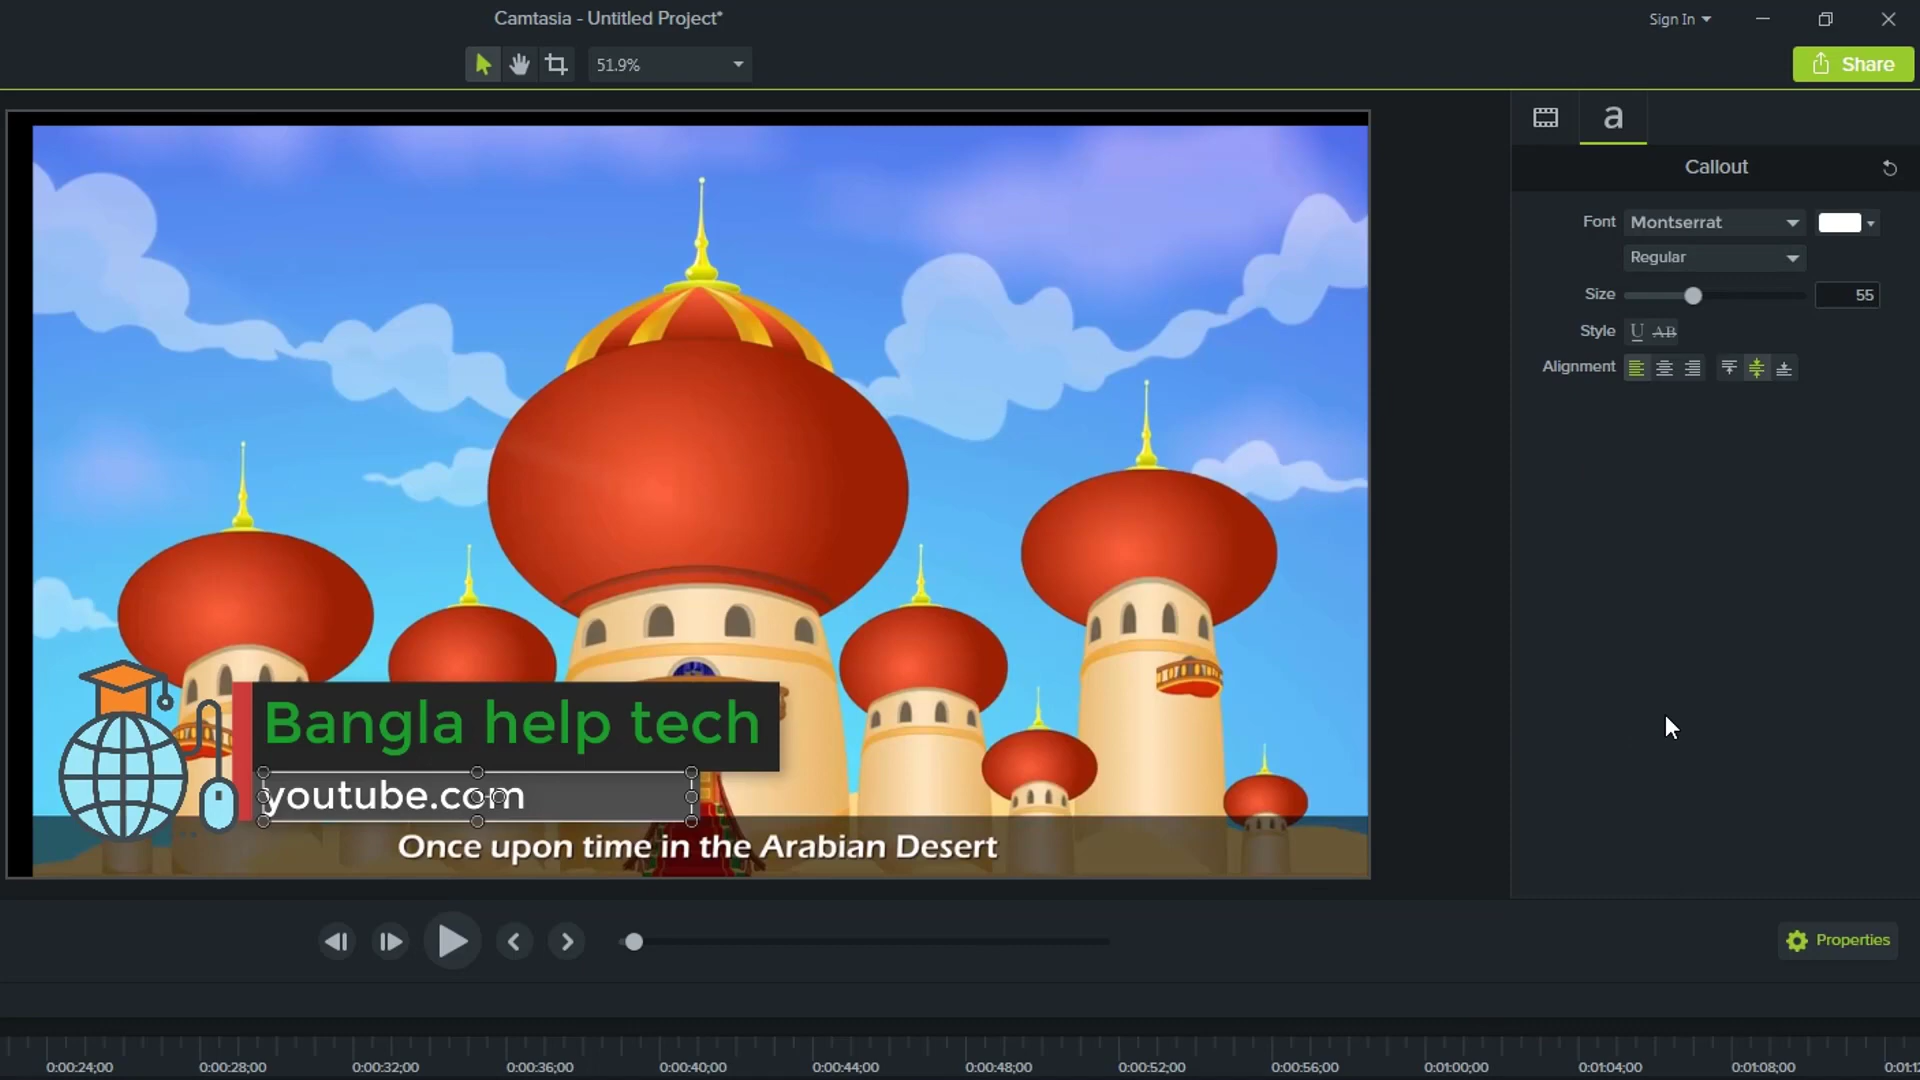 Camtasia - Untitled Project*
Sign In
51.9%
Share
a
Callout
Font Montserrat
Regular
Size 55
Style U AB
Alignment
Bangla help tech
youtube.com
Once upon time in the Arabian Desert
Properties
0:00:24;00 0:00:28;00 0:00:32;00 0:00:36;00 0:00:40;00 0:00:44;00 0:00:48;00 0:00:52;00 0:00:56;00 0:01:00;00 0:01:04;00 0:01:08;00